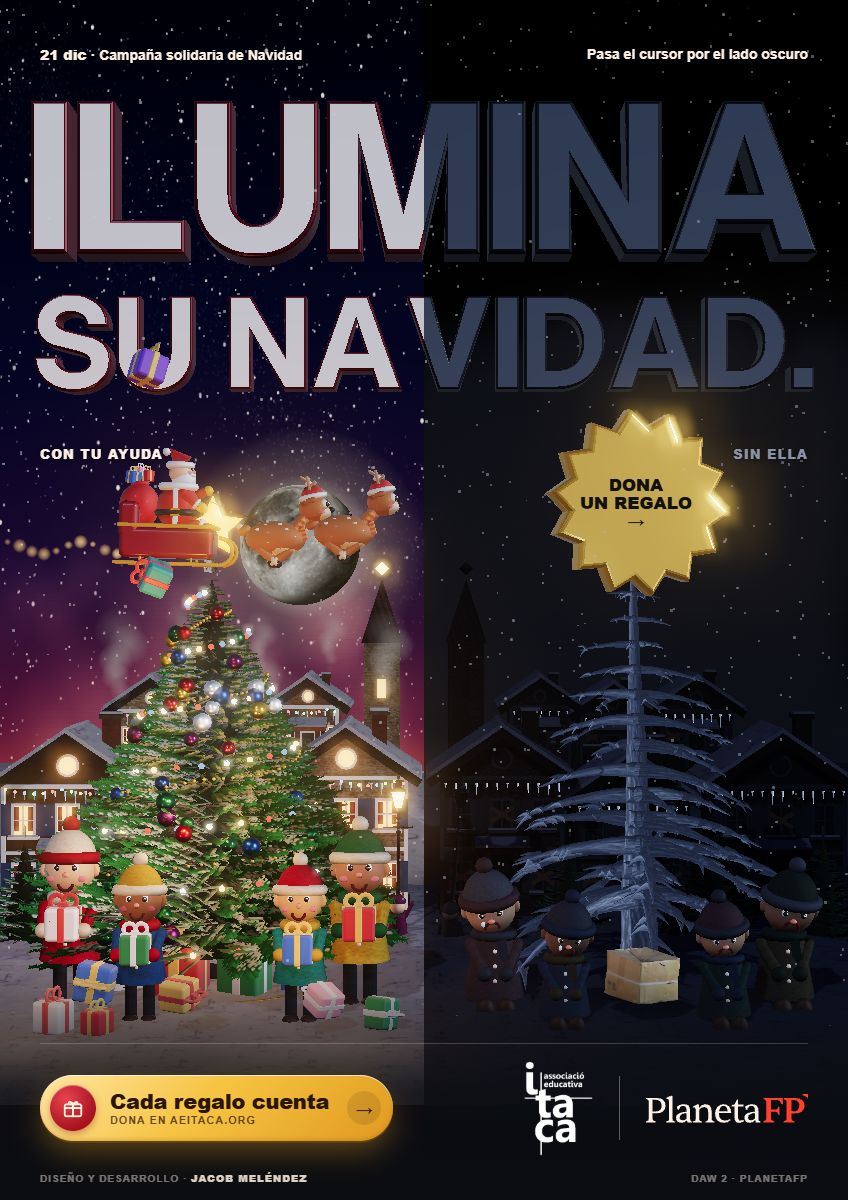 21 dic · Campaña solidaria de Navidad
Pasa el cursor por el lado oscuro
ILUMINA
SU NAVIDAD.
CON TU AYUDA
SIN ELLA
DONA
UN REGALO
→
Cada regalo cuenta →
DONA EN AEITACA.ORG
associació
educativa
itaca
PlanetaFP
DISEÑO Y DESARROLLO · JACOB MELÉNDEZ
DAW 2 · PLANETAFP